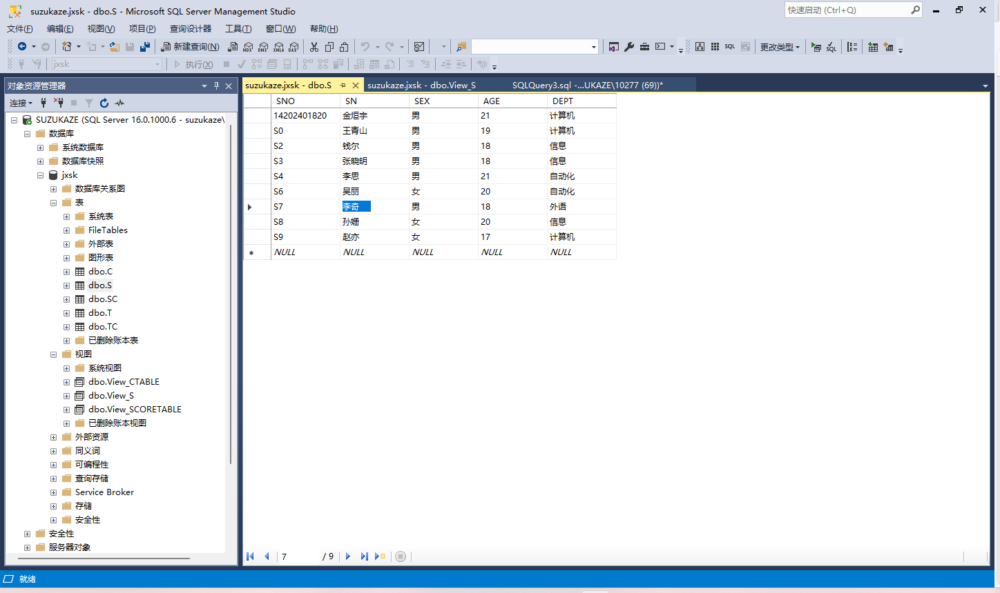 suzukaze.jxsk - dbo.S - Microsoft SQL Server Management Studio
快速启动 (Ctrl+Q)
文件(F) 编辑(E) 视图(V) 项目(P) 查询设计器 工具(T) 窗口(W) 帮助(H)
新建查询(N) MDX DMX XMLA DAX SQL SQL 更改类型
jxsk 执行(X)
对象资源管理器
连接
SUZUKAZE (SQL Server 16.0.1000.6 - suzukaze\
数据库
系统数据库
数据库快照
jxsk
数据库关系图
表
系统表
FileTables
外部表
图形表
dbo.C
dbo.S
dbo.SC
dbo.T
dbo.TC
已删除账本表
视图
系统视图
dbo.View_CTABLE
dbo.View_S
dbo.View_SCORETABLE
已删除账本视图
外部资源
同义词
可编程性
查询存储
Service Broker
存储
安全性
安全性
服务器对象
suzukaze.jxsk - dbo.S suzukaze.jxsk - dbo.View_S SQLQuery3.sql -...UKAZE\10277 (69))*
SNO SN SEX AGE DEPT
14202401820 金烜宇 男 21 计算机
S0 王青山 男 19 计算机
S2 钱尔 男 18 信息
S3 张晓明 男 18 信息
S4 李思 男 21 自动化
S6 吴丽 女 20 自动化
S7 李奇 男 18 外语
S8 孙姗 女 20 信息
S9 赵亦 女 17 计算机
NULL NULL NULL NULL NULL
7 / 9
就绪